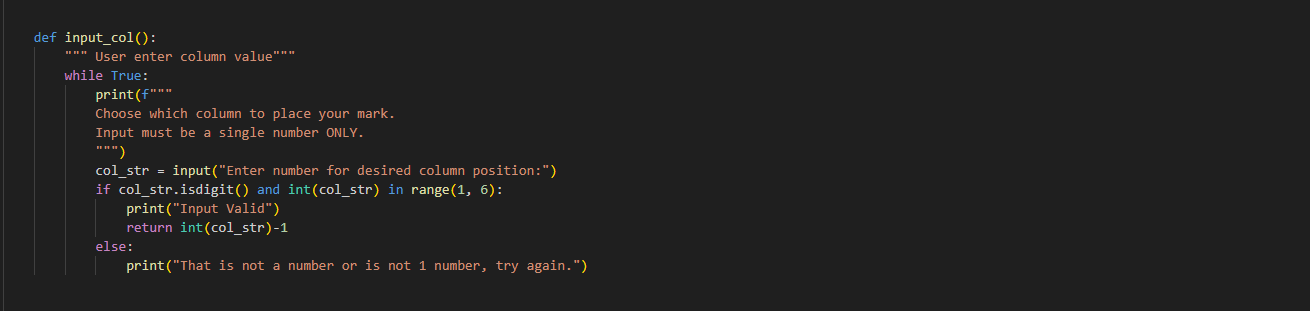 def input_col():
    """ User enter column value"""
    while True:
        print(f"""
        Choose which column to place your mark.
        Input must be a single number ONLY.
        """)
        col_str = input("Enter number for desired column position:")
        if col_str.isdigit() and int(col_str) in range(1, 6):
            print("Input Valid")
            return int(col_str)-1
        else:
            print("That is not a number or is not 1 number, try again.")